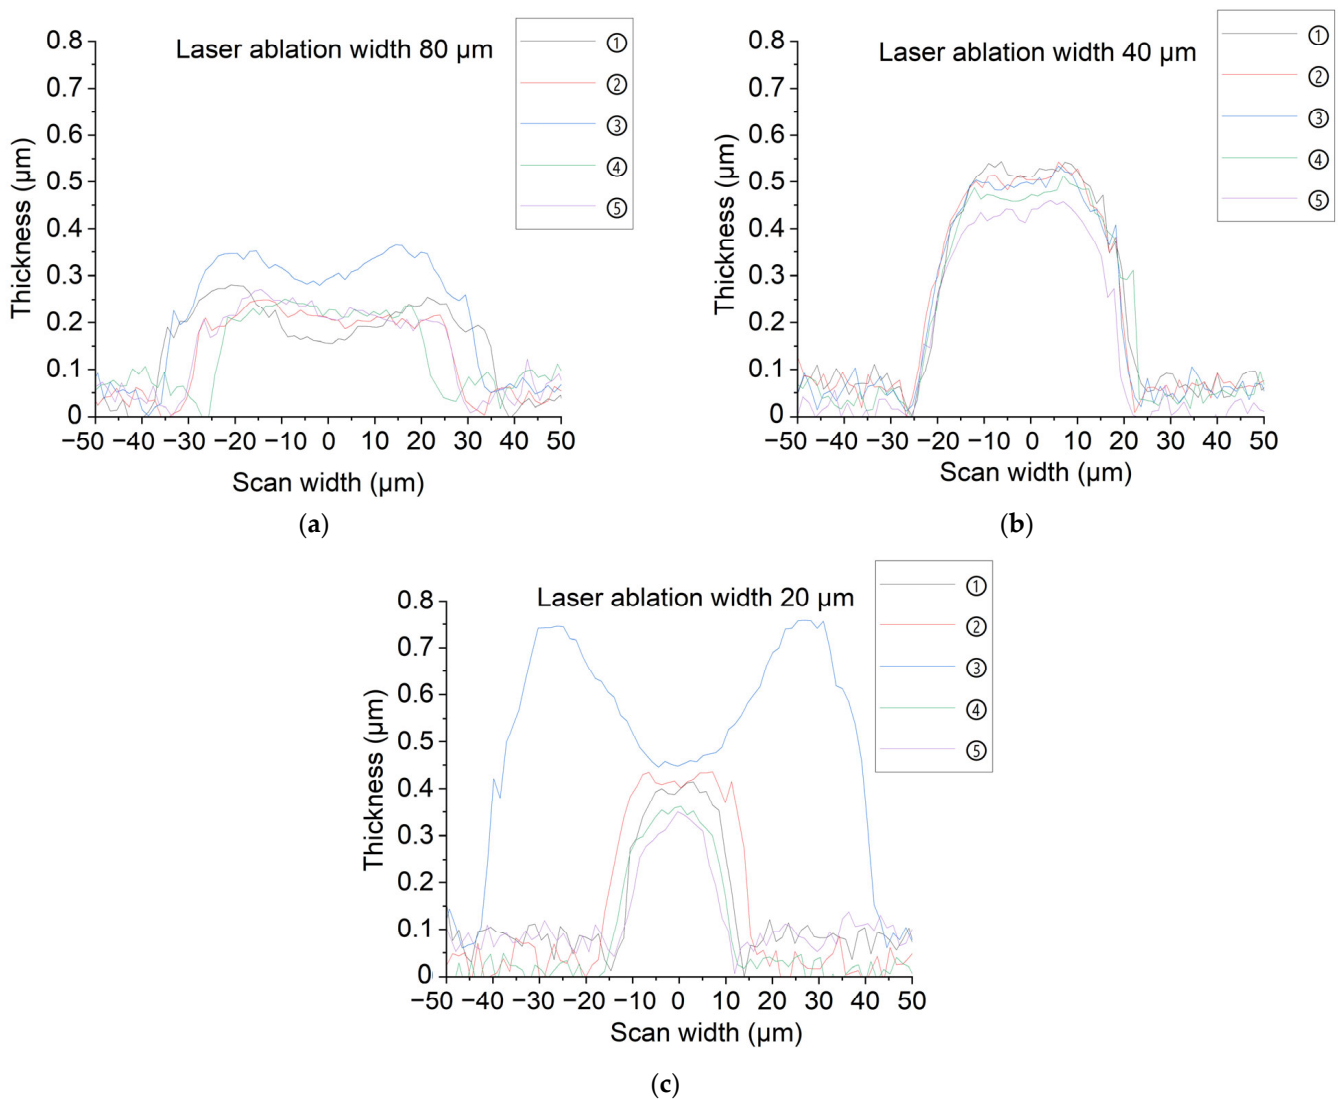 Laser ablation width 80 µm
①
②
③
④
⑤
0.8
0.7
0.6
0.5
0.4
0.3
0.2
0.1
0
Thickness (µm)
−50 −40 −30 −20 −10 0 10 20 30 40 50
Scan width (µm)
(a)
Laser ablation width 40 µm
①
②
③
④
⑤
0.8
0.7
0.6
0.5
0.4
0.3
0.2
0.1
0
Thickness (µm)
−50 −40 −30 −20 −10 0 10 20 30 40 50
Scan width (µm)
(b)
Laser ablation width 20 µm
①
②
③
④
⑤
0.8
0.7
0.6
0.5
0.4
0.3
0.2
0.1
0
Thickness (µm)
−50 −40 −30 −20 −10 0 10 20 30 40 50
Scan width (µm)
(c)